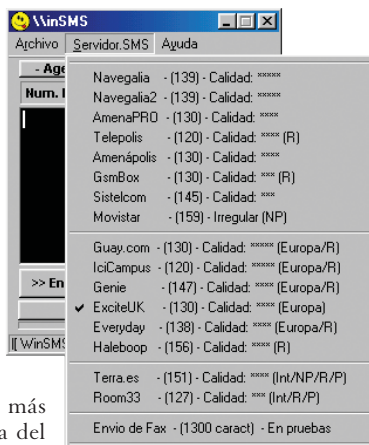 \\inSMS
Archivo Servidor.SMS Ayuda
- Age
Num.
Navegalia - (139) - Calidad: *****
Navegalia2 - (139) - Calidad: *****
AmenaPRO - (130) - Calidad: ****
Telepolis - (120) - Calidad: **** (R)
Amenápolis - (130) - Calidad: ****
GsmBox - (130) - Calidad: *** (R)
Sistelcom - (145) - Calidad: ***
Movistar - (159) - Irregular (NP)
Guay.com - (130) - Calidad: **** (Europa/R)
IciCampus - (120) - Calidad: **** (Europa/R)
Genie - (147) - Calidad: **** (Europa/R)
✓ ExciteUK - (130) - Calidad: **** (Europa)
Everyday - (138) - Calidad: **** (Europa/R)
Haleboop - (156) - Calidad: **** (R)
Terra.es - (151) - Calidad: **** (Int/NP/R/P)
Room33 - (127) - Calidad: *** (Int/R/P)
Envio de Fax - (1300 caract) - En pruebas
>> En
[[ WinSMS
más
a del